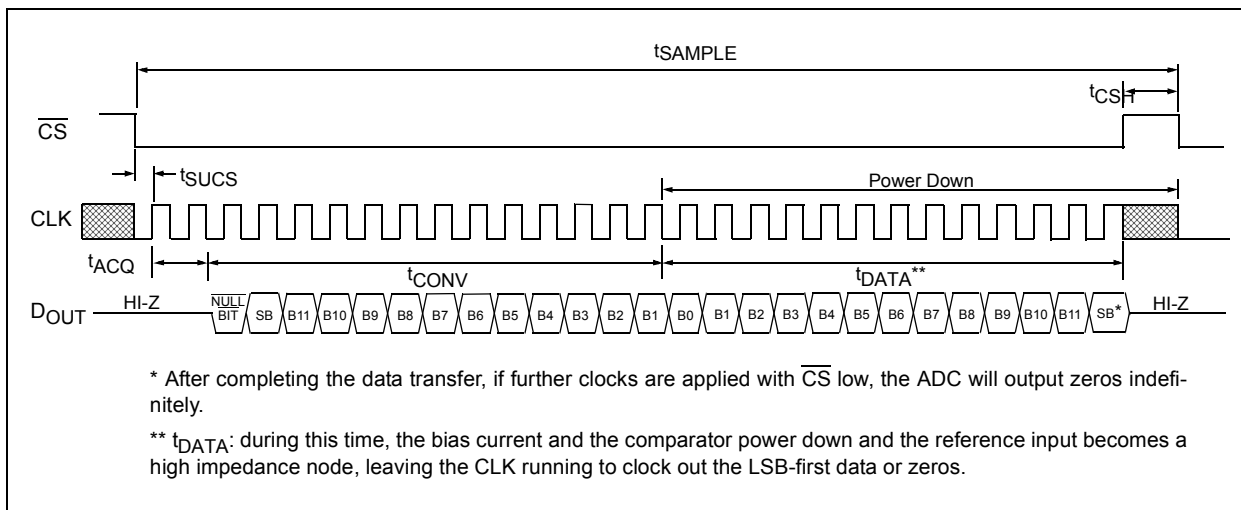 tSAMPLE
tCSH
CS
tSUCS
Power Down
CLK
tACQ
tCONV
tDATA**
HI-Z
NULL
DOUT
BIT SB B11 B10 B9 B8 B7 B6 B5 B4 B3 B2 B1 B0 B1 B2 B3 B4 B5 B6 B7 B8 B9 B10 B11 SB*
HI-Z
* After completing the data transfer, if further clocks are applied with CS low, the ADC will output zeros indefi-
nitely.
** tDATA: during this time, the bias current and the comparator power down and the reference input becomes a
high impedance node, leaving the CLK running to clock out the LSB-first data or zeros.